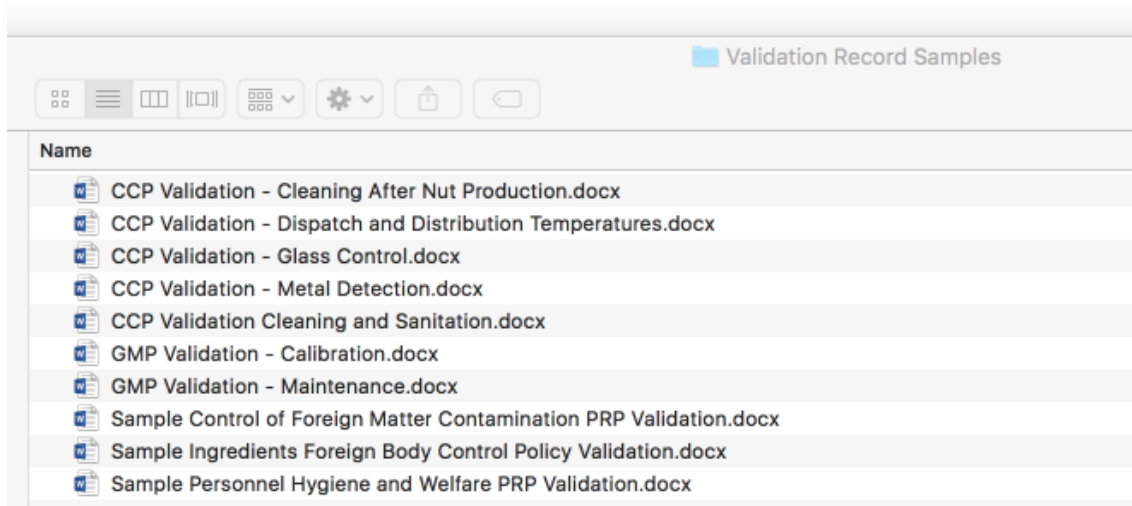 Validation Record Samples
Name
CCP Validation - Cleaning After Nut Production.docx
CCP Validation - Dispatch and Distribution Temperatures.docx
CCP Validation - Glass Control.docx
CCP Validation - Metal Detection.docx
CCP Validation Cleaning and Sanitation.docx
GMP Validation - Calibration.docx
GMP Validation - Maintenance.docx
Sample Control of Foreign Matter Contamination PRP Validation.docx
Sample Ingredients Foreign Body Control Policy Validation.docx
Sample Personnel Hygiene and Welfare PRP Validation.docx